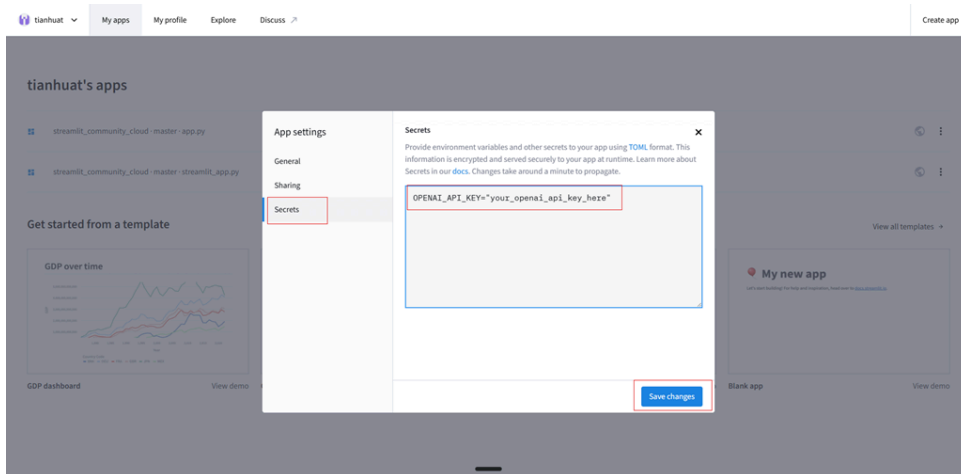 tianhuat
My apps
My profile
Explore
Discuss
Create app
tianhuat's apps
streamlit_community_cloud · master · app.py
streamlit_community_cloud · master · streamlit_app.py
Get started from a template
View all templates
GDP over time
GDP dashboard
View demo
App settings
General
Sharing
Secrets
Secrets
Provide environment variables and other secrets to your app using TOML format. This
information is encrypted and served securely to your app at runtime. Learn more about
Secrets in our docs. Changes take around a minute to propagate.
OPENAI_API_KEY="your_openai_api_key_here"
Save changes
My new app
Blank app
View demo